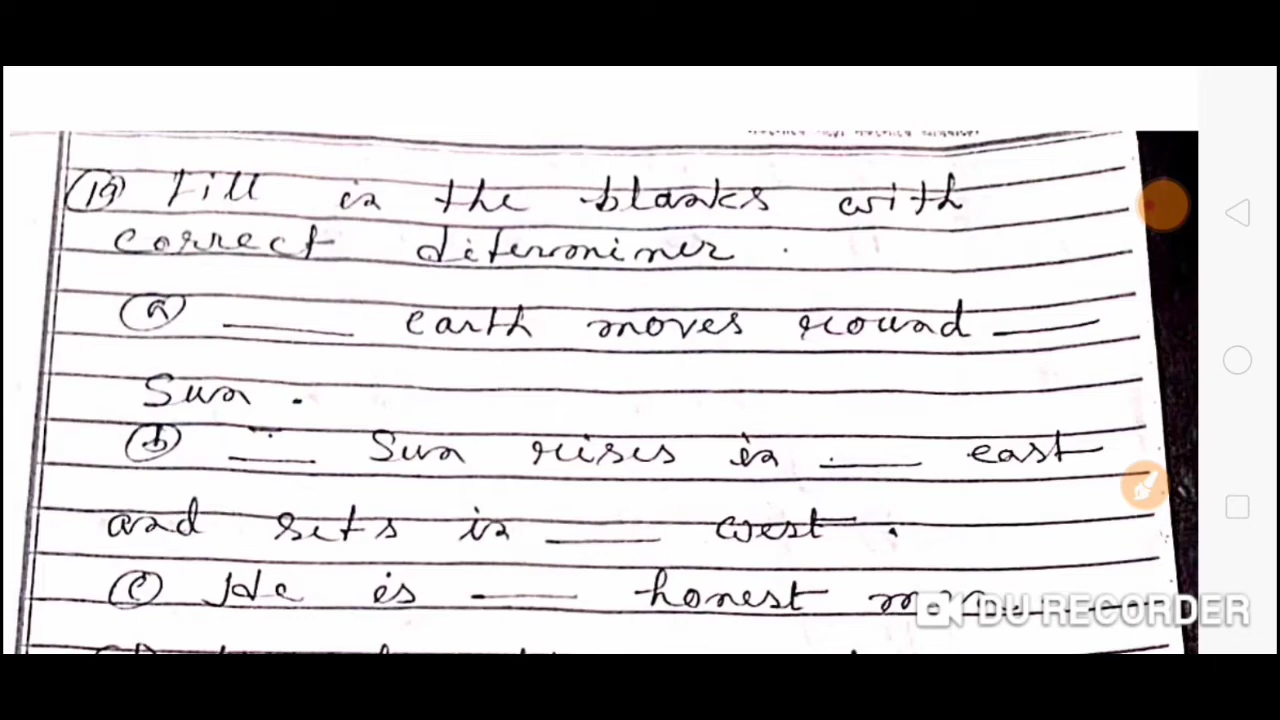 (19) Fill in the blanks with
correct diterminer .
(a) ____ earth moves round ____
Sun .
(b) ____ Sun rises in ____ east
and sets in ____ west .
(c) He is ____ honest
DU RECORDER